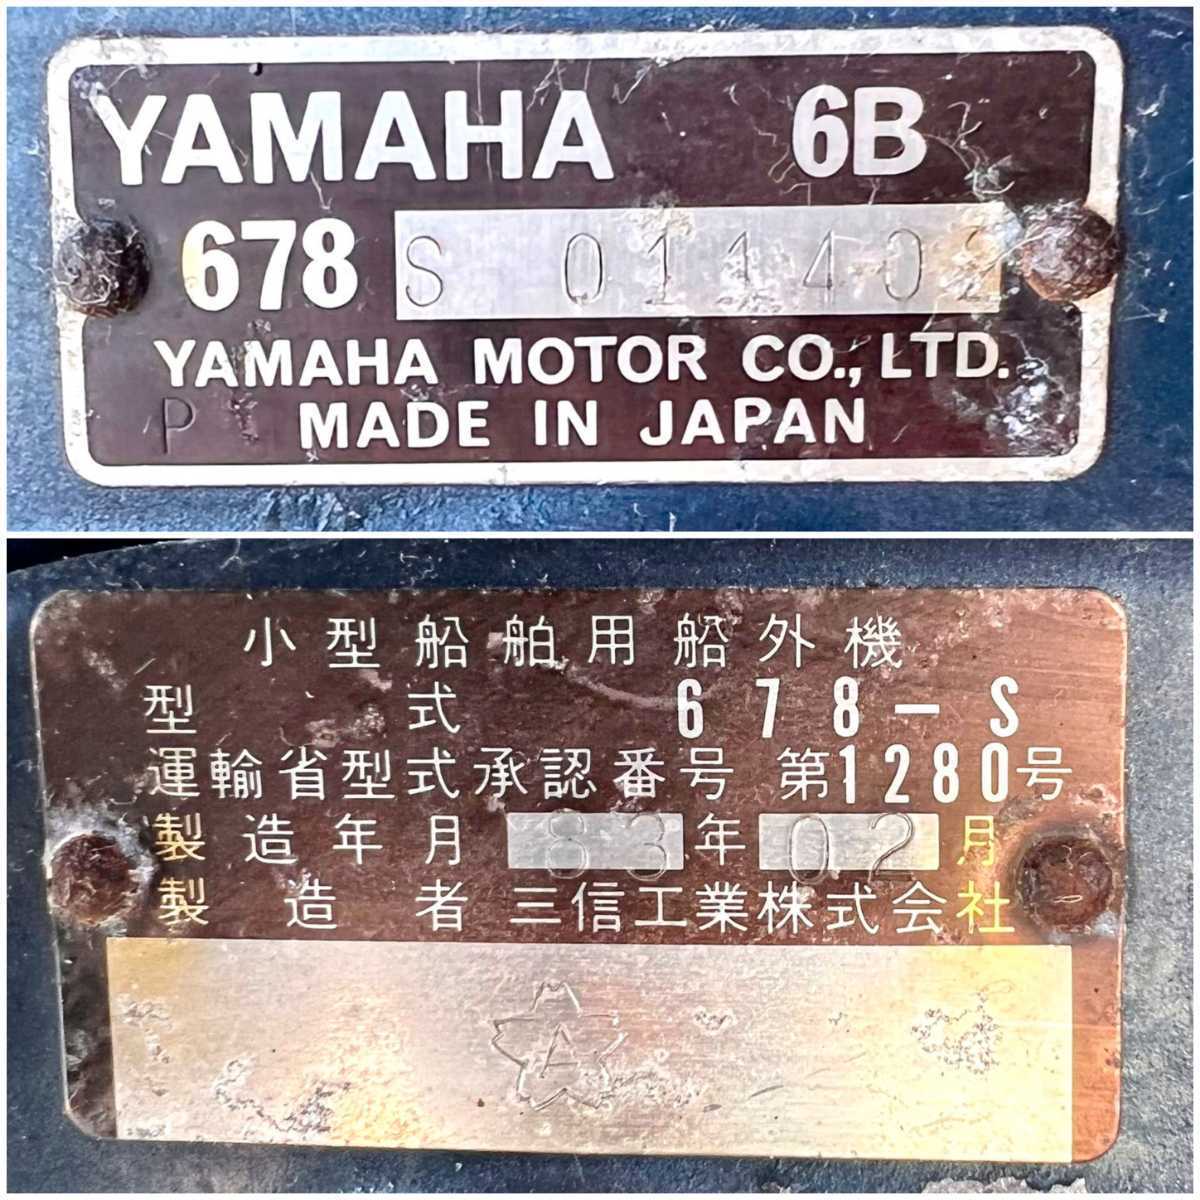 YAMAHA 6B
678 S 011402
YAMAHA MOTOR CO., LTD.
P MADE IN JAPAN
小型船舶用船外機
型式 678-S
運輸省型式承認番号 第1280号
製造年月 83年02月
製造者 三信工業株式会社
A